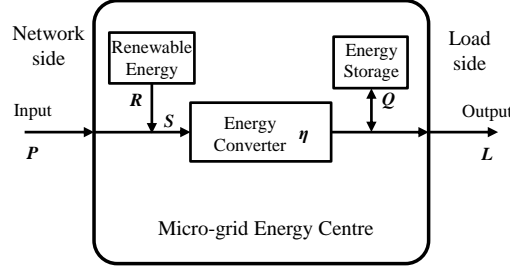 Network
side
Renewable
Energy
Energy
Storage
Load
side
Input
R
S
Energy
Converter η
Q
Output
P
L
Micro-grid Energy Centre